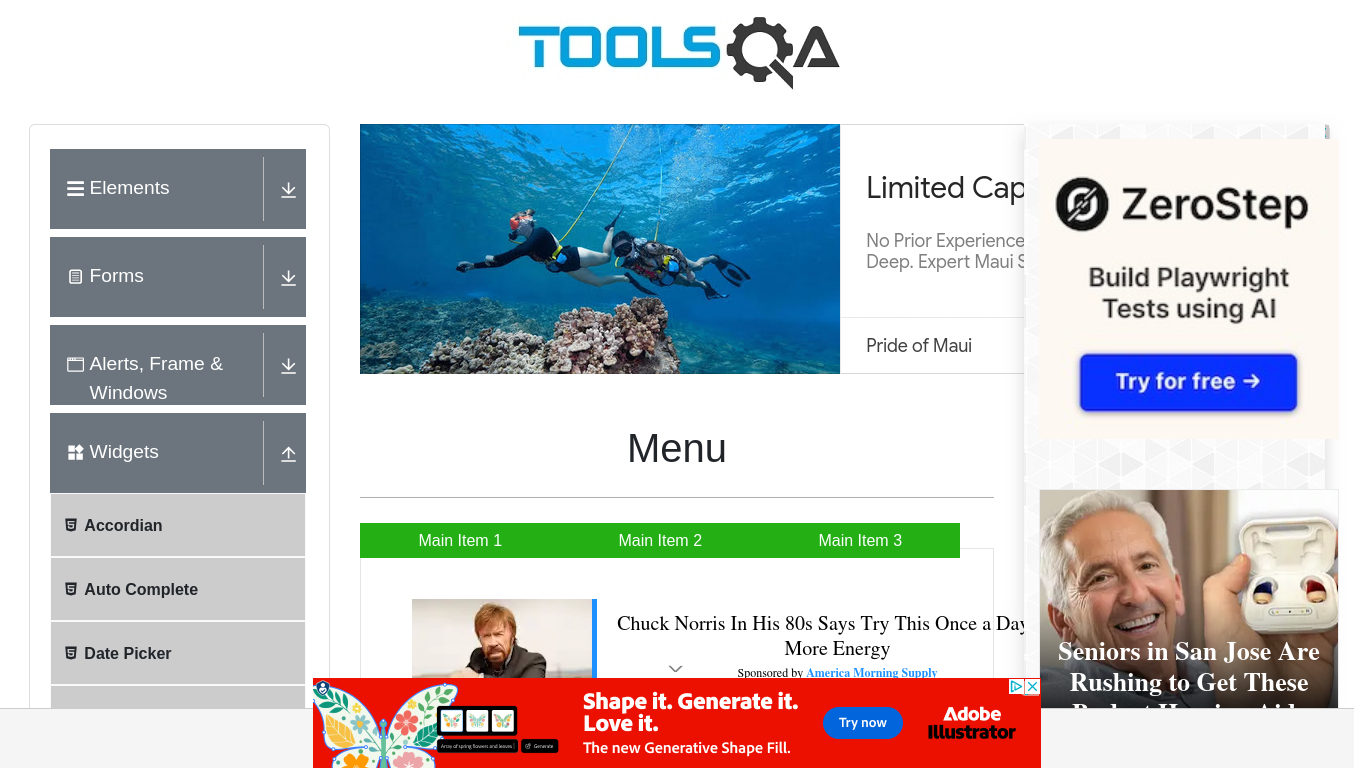 TOOLSQA
Elements
Forms
Alerts, Frame &
Windows
Widgets
Accordian
Auto Complete
Date Picker
Limited Cap
No Prior Experience
Deep. Expert Maui S
Pride of Maui
Menu
Main Item 1
Main Item 2
Main Item 3
Chuck Norris In His 80s Says Try This Once a Day
More Energy
Sponsored by America Morning Supply
ZeroStep
Build Playwright
Tests using AI
Try for free →
Seniors in San Jose Are
Rushing to Get These
Array of spring flowers and leaves
Generate
Shape it. Generate it.
Love it.
The new Generative Shape Fill.
Try now
Adobe
Illustrator